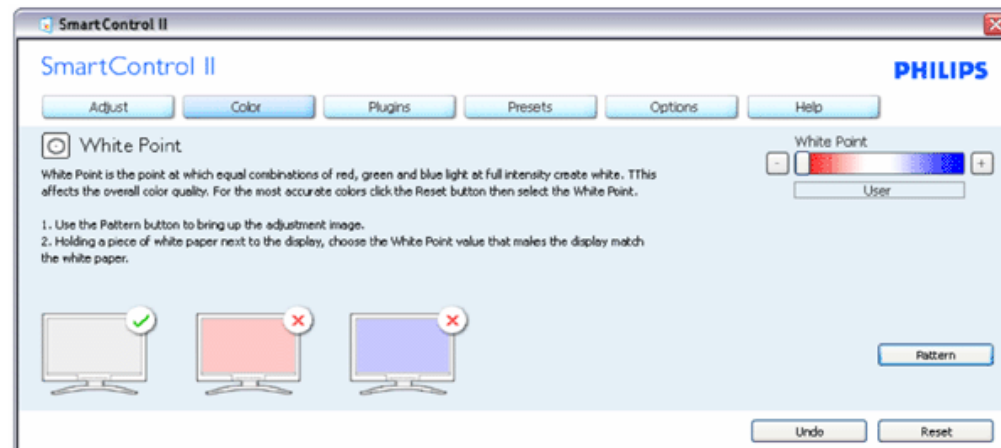 SmartControl II
SmartControl II
PHILIPS
Adjust Color Plugins Presets Options Help
White Point
White Point is the point at which equal combinations of red, green and blue light at full intensity create white. TThis
affects the overall color quality. For the most accurate colors click the Reset button then select the White Point.
1. Use the Pattern button to bring up the adjustment image.
2. Holding a piece of white paper next to the display, choose the White Point value that makes the display match
the white paper.
White Point
- +
User
Pattern
Undo Reset